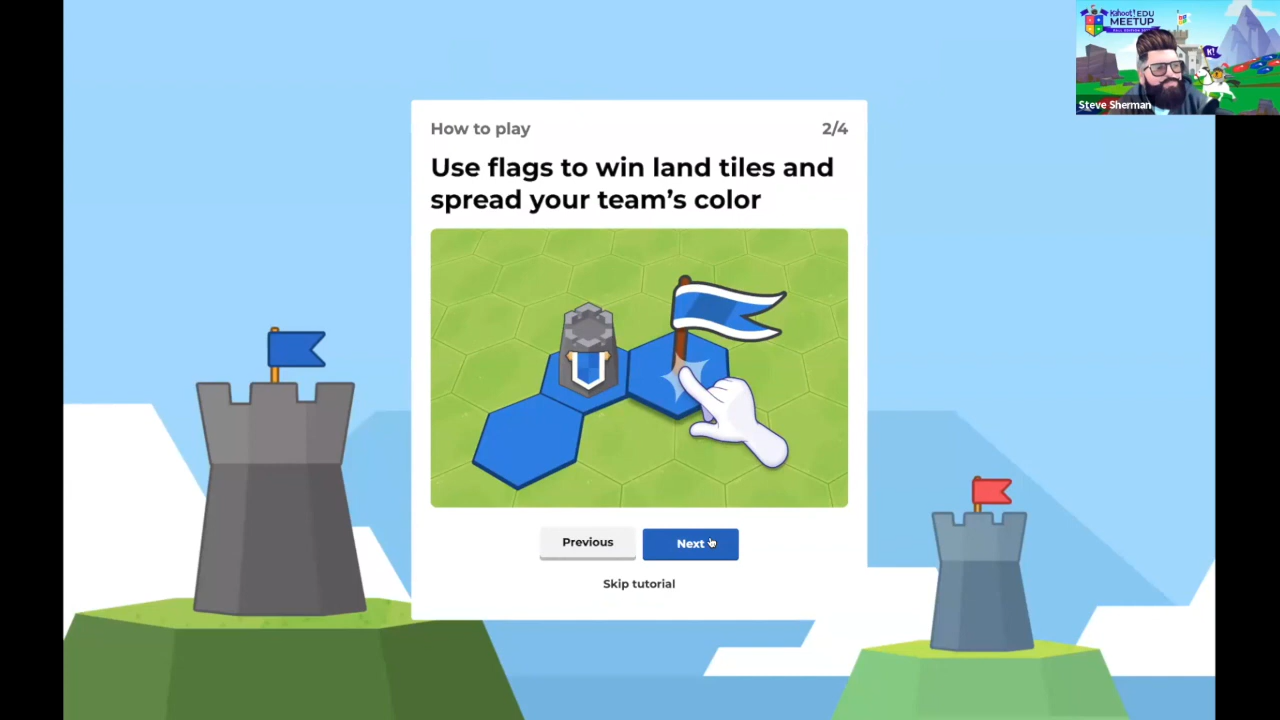 How to play
2/4
Use flags to win land tiles and
spread your team's color
Previous
Next
Skip tutorial
Kahoot! EDU
MEETUP
K!
Steve Sherman